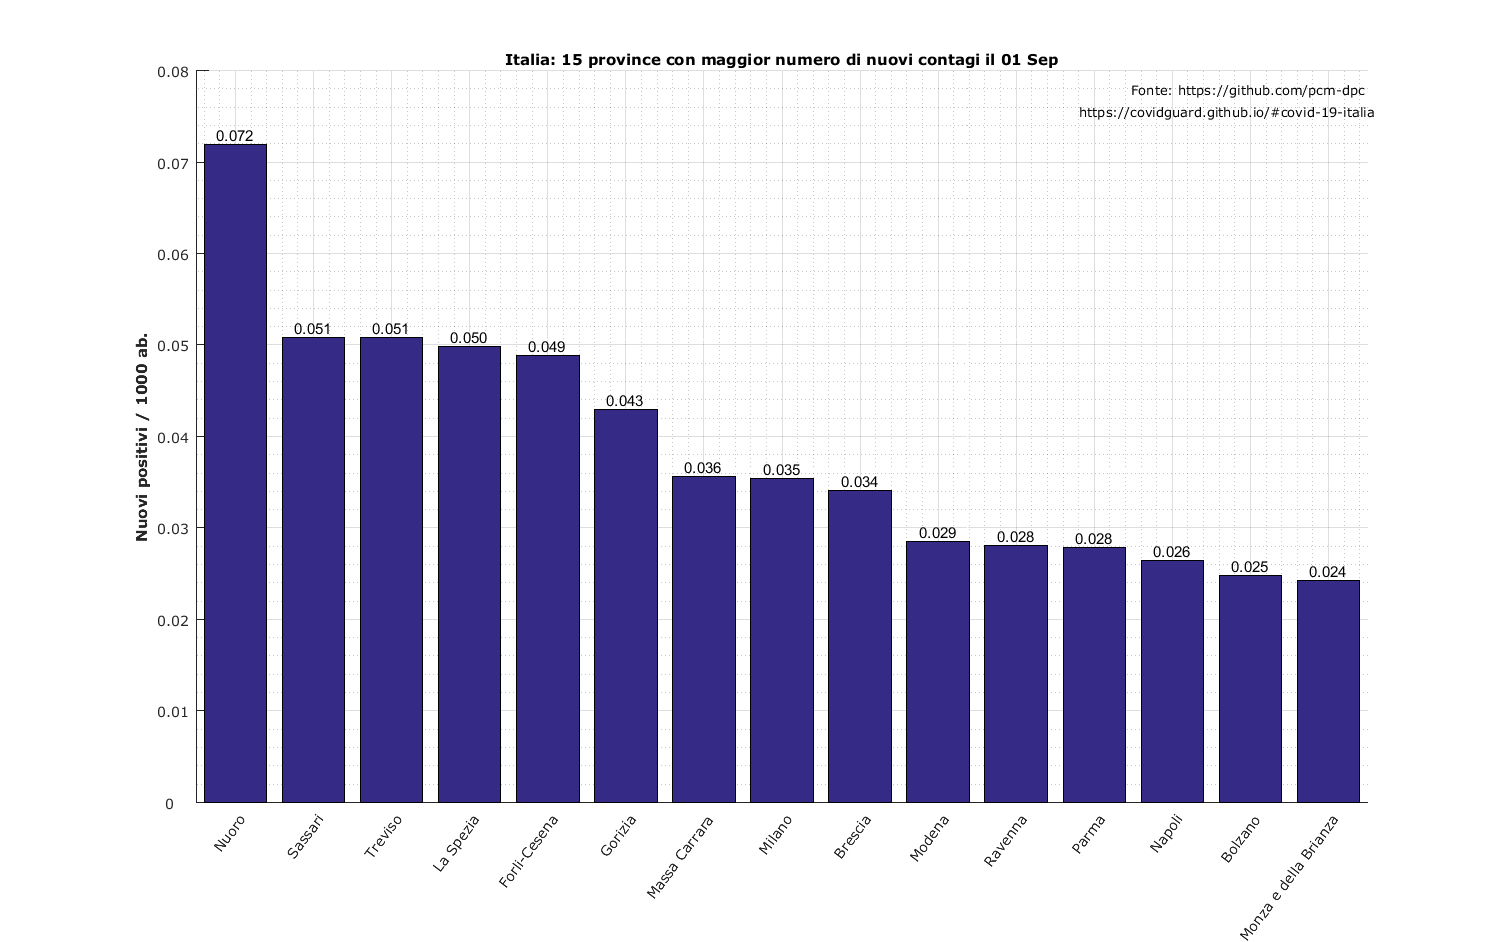 Italia: 15 province con maggior numero di nuovi contagi il 01 Sep
Fonte: https://github.com/pcm-dpc
https://covidguard.github.io/#covid-19-italia
Nuovi positivi / 1000 ab.
0.08
0.07
0.06
0.05
0.04
0.03
0.02
0.01
0
0.072
0.051
0.051
0.050
0.049
0.043
0.036
0.035
0.034
0.029
0.028
0.028
0.026
0.025
0.024
Nuoro
Sassari
Treviso
La Spezia
Forlì-Cesena
Gorizia
Massa Carrara
Milano
Brescia
Modena
Ravenna
Parma
Napoli
Bolzano
Monza e della Brianza